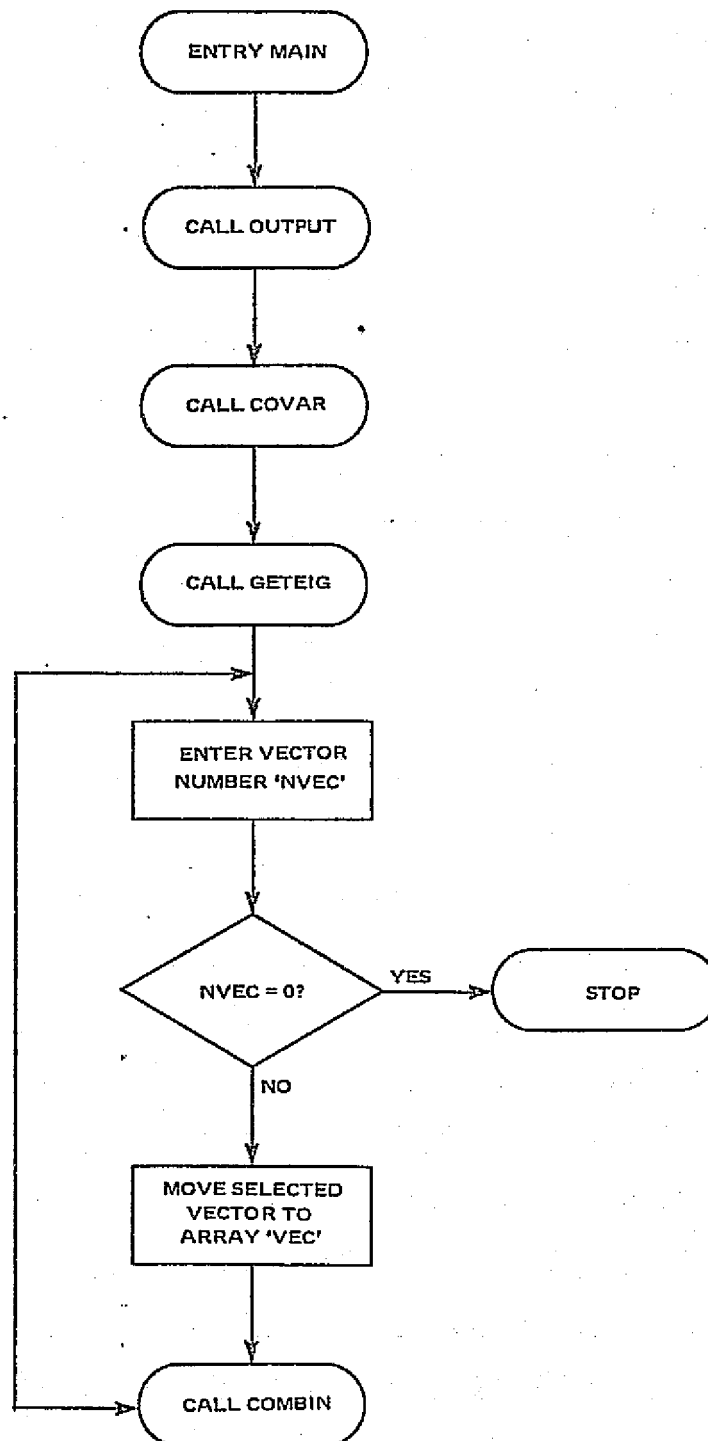 ENTRY MAIN
CALL OUTPUT
CALL COVAR
CALL GETEIG
ENTER VECTOR
NUMBER 'NVEC'
NVEC = 0?
YES
STOP
NO
MOVE SELECTED
VECTOR TO
ARRAY 'VEC'
CALL COMBIN